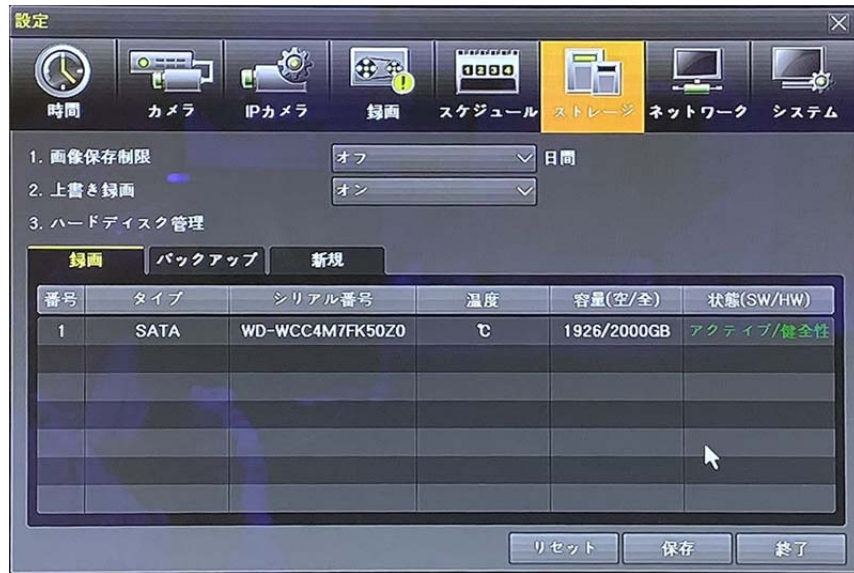 設定
時間 カメラ IPカメラ 録画 スケジュール ストレージ ネットワーク システム
1. 画像保存制限 オフ 日間
2. 上書き録画 オン
3. ハードディスク管理
録画 バックアップ 新規
番号 タイプ シリアル番号 温度 容量(空/全) 状態(SW/HW)
1 SATA WD-WCC4M7FK50Z0 ℃ 1926/2000GB アクティブ/健全性
リセット 保存 終了